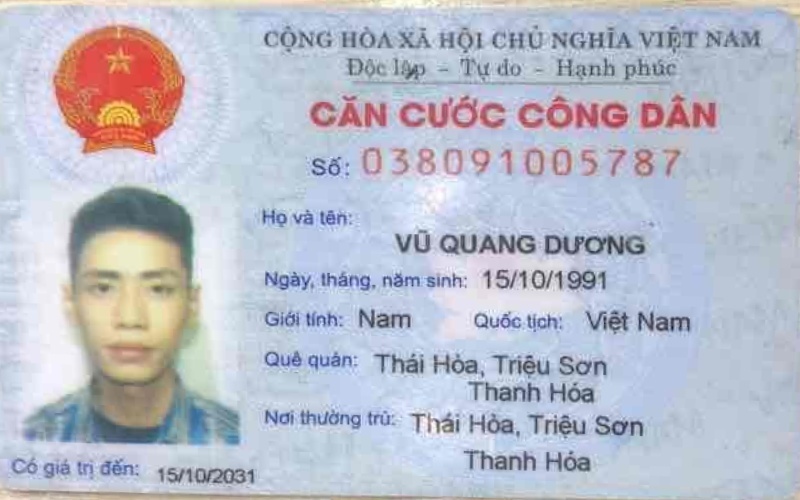 CỘNG HÒA XÃ HỘI CHỦ NGHĨA VIỆT NAM
Độc lập - Tự do - Hạnh phúc
CĂN CƯỚC CÔNG DÂN
Số: 038091005787
Họ và tên:
VŨ QUANG DƯƠNG
Ngày, tháng, năm sinh: 15/10/1991
Giới tính: Nam Quốc tịch: Việt Nam
Quê quán: Thái Hòa, Triệu Sơn
Thanh Hóa
Nơi thường trú: Thái Hòa, Triệu Sơn
Thanh Hóa
Có giá trị đến: 15/10/2031